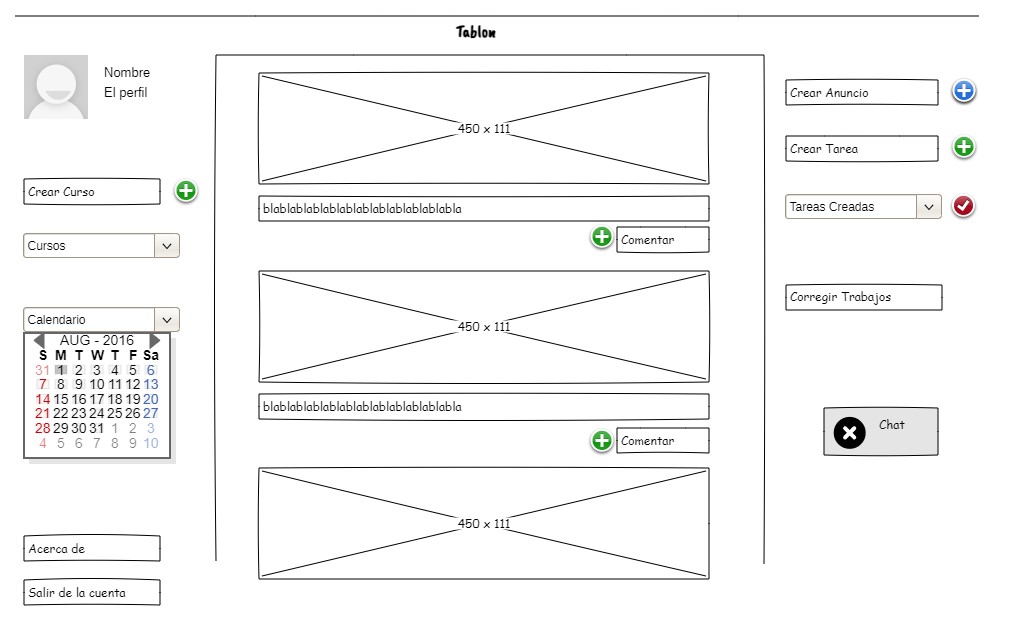 Tablon
Nombre
El perfil
Crear Curso
Cursos
Calendario
AUG - 2016
S M T W T F Sa
31 1 2 3 4 5 6
7 8 9 10 11 12 13
14 15 16 17 18 19 20
21 22 23 24 25 26 27
28 29 30 31 1 2 3
4 5 6 7 8 9 10
Acerca de
Salir de la cuenta
450 x 111
blablablablablablablablablablablablabla
Comentar
450 x 111
blablablablablablablablablablablablabla
Comentar
450 x 111
Crear Anuncio
Crear Tarea
Tareas Creadas
Corregir Trabajos
Chat